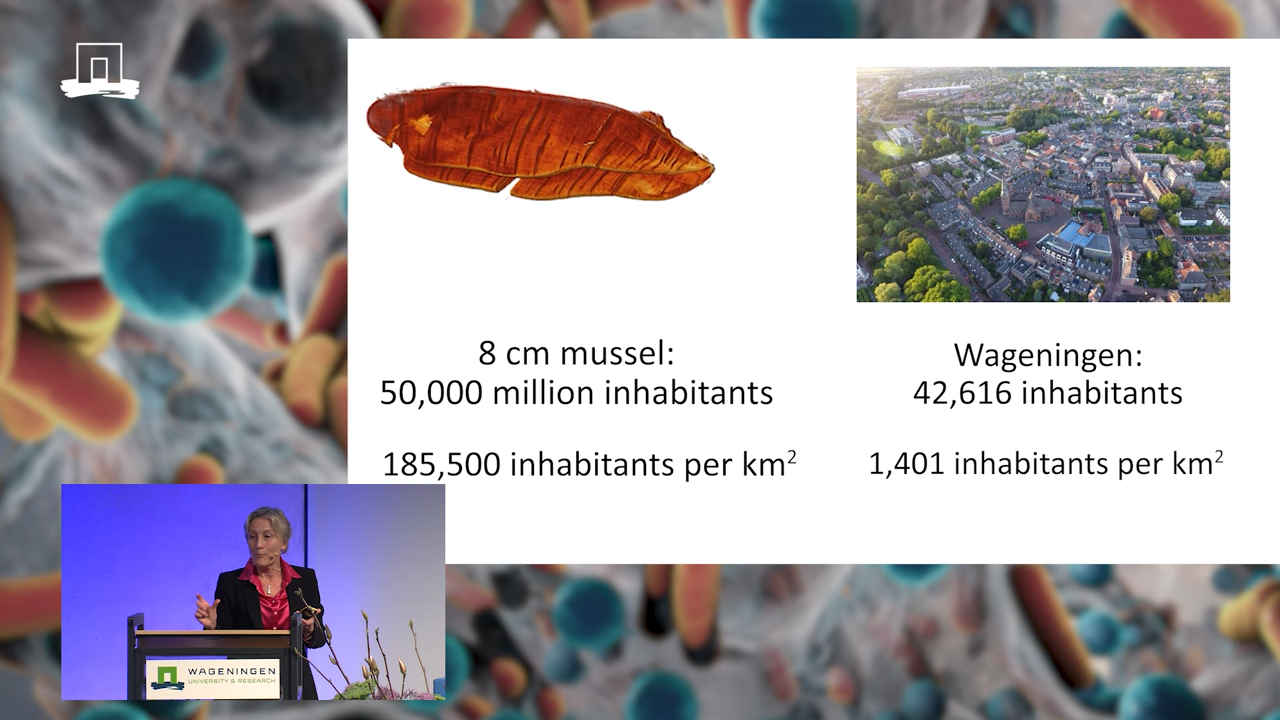 8 cm mussel:
50,000 million inhabitants
185,500 inhabitants per km²
Wageningen:
42,616 inhabitants
1,401 inhabitants per km²
WAGENINGEN
UNIVERSITY & RESEARCH